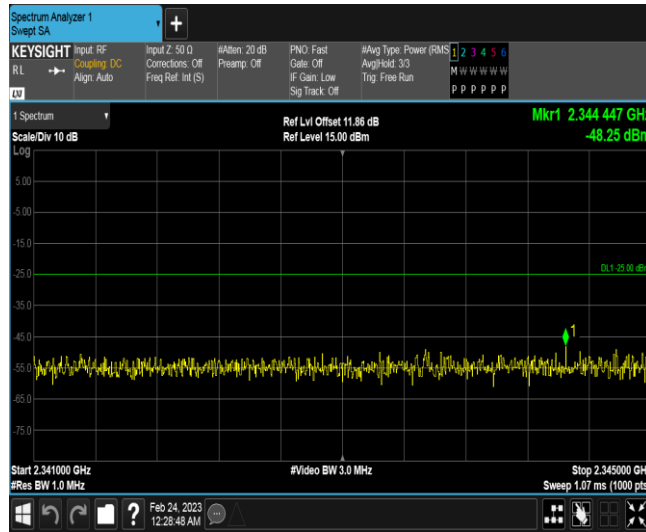 Spectrum Analyzer 1
Swept SA
+
KEYSIGHT
RL
LXI
Input: RF
Coupling: DC
Align: Auto
Input Z: 50 Ω
Corrections: Off
Freq Ref: Int (S)
#Atten: 20 dB
Preamp: Off
PNO: Fast
Gate: Off
IF Gain: Low
Sig Track: Off
#Avg Type: Power (RMS
Avg|Hold: 3/3
Trig: Free Run
1 2 3 4 5 6
M W W W W W
P P P P P P
1 Spectrum
Scale/Div 10 dB
Log
Ref Lvl Offset 11.86 dB
Ref Level 15.00 dBm
Mkr1 2.344 447 GHz
-48.25 dBm
5.00
-5.00
-15.0
-25.0
DL1 -25.00 dBm
-35.0
-45.0
1
-55.0
-65.0
-75.0
Start 2.341000 GHz
#Res BW 1.0 MHz
#Video BW 3.0 MHz
Stop 2.345000 GHz
Sweep 1.07 ms (1000 pts)
?
Feb 24, 2023
12:28:48 AM